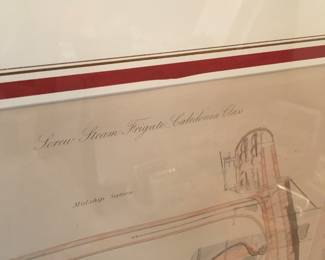 Screw Steam Frigate Caledonia Class
Midship Section